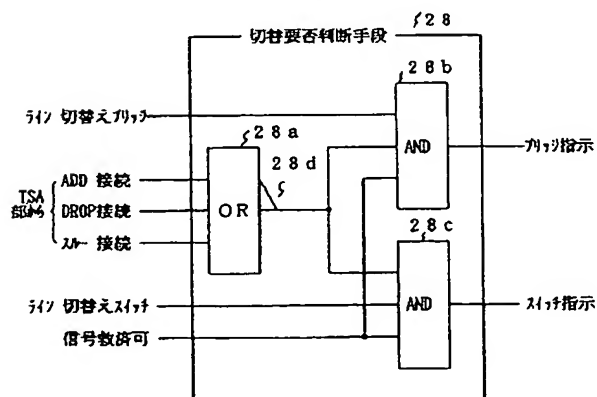 28
切替要否判断手段
28b
ライン 切替えブリッジ
28a
28d
AND
ブリッジ指示
TSA
部から
ADD 接続
DROP接続
スルー 接続
OR
28c
ライン 切替えスイッチ
AND
スイッチ指示
信号救済可